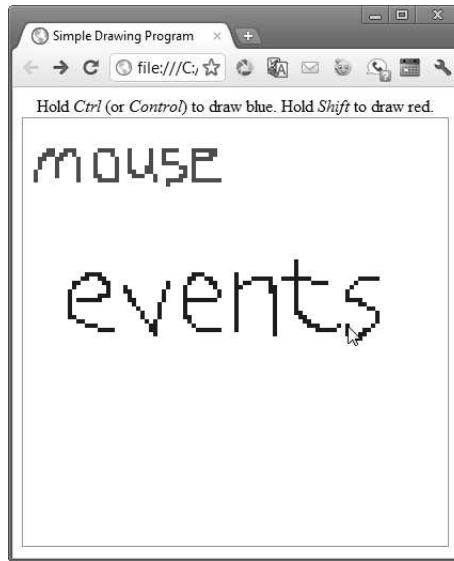 Simple Drawing Program
file:///C:/
Hold Ctrl (or Control) to draw blue. Hold Shift to draw red.
mouse
events